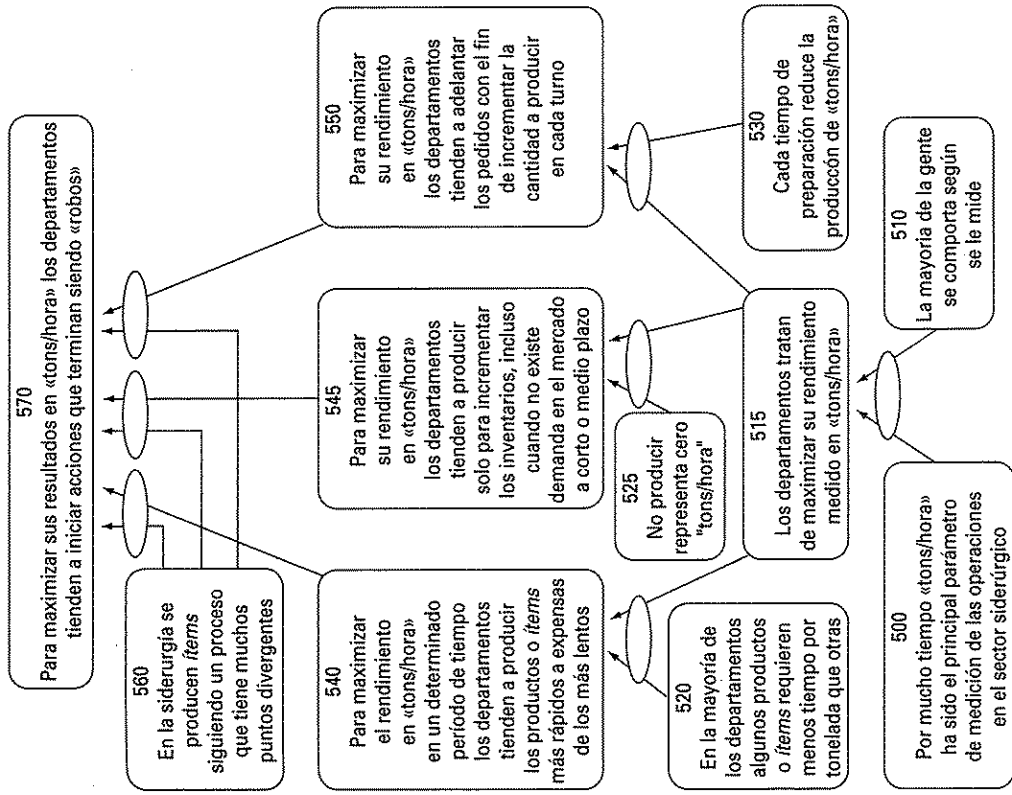 570
Para maximizar sus resultados en «tons/hora» los departamentos
tienden a iniciar acciones que terminan siendo «robos»
560
En la siderurgía se
producen ítems
siguiendo un proceso
que tiene muchos
puntos divergentes
540
Para maximizar
el rendimiento
en «tons/hora»
en un determinado
período de tiempo
los departamentos
tienden a producir
los productos o ítems
más rápidos a expensas
de los más lentos
545
Para maximizar
su rendimiento
en «tons/hora»
los departamentos
tienden a producir
solo para incrementar
los inventarios, incluso
cuando no existe
demanda en el mercado
a corto o medio plazo
550
Para maximizar
su rendimiento
en «tons/hora»
los departamentos
tienden a adelantar
los pedidos con el fin
de incrementar la
cantidad a producir
en cada turno
525
No producir
representa cero
"tons/hora"
520
En la mayoría de
los departamentos
algunos productos
o ítems requieren
menos tiempo por
tonelada que otras
515
Los departamentos tratan
de maximizar su rendimiento
medido en «tons/hora»
530
Cada tiempo de
preparación reduce la
produccón de «tons/hora»
500
Por mucho tiempo «tons/hora»
ha sido el principal parámetro
de medición de las operaciones
en el sector siderúrgico
510
La mayoria de la gente
se comporta según
se le mide